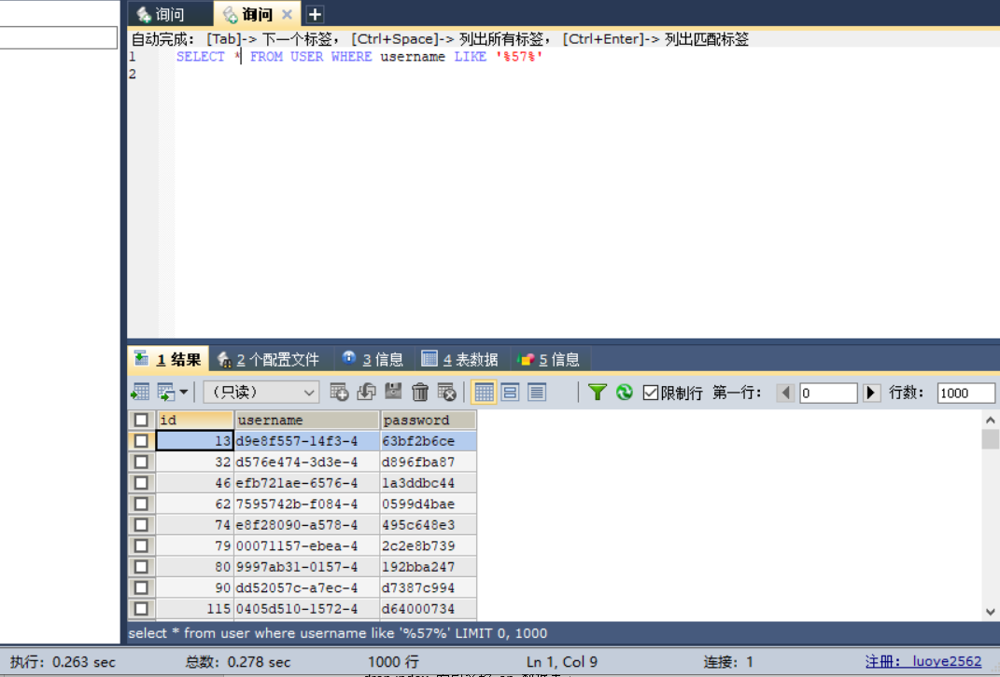 询问 询问
自动完成: [Tab]-> 下一个标签, [Ctrl+Space]-> 列出所有标签, [Ctrl+Enter]-> 列出匹配标签
1 SELECT * FROM USER WHERE username LIKE '%57%'
2
1 结果 2 个配置文件 3 信息 4 表数据 5 信息
(只读) 限制行 第一行: 0 行数: 1000
id username password
13 d9e8f557-14f3-4 63bf2b6ce
32 d576e474-3d3e-4 d896fba87
46 efb721ae-6576-4 1a3ddbc44
62 7595742b-f084-4 0599d4bae
74 e8f28090-a578-4 495c648e3
79 00071157-ebea-4 2c2e8b739
80 9997ab31-0157-4 192bba247
90 dd52057c-a7ec-4 d7387c994
115 0405d510-1572-4 d64000734
select * from user where username like '%57%' LIMIT 0, 1000
执行: 0.263 sec 总数: 0.278 sec 1000 行 Ln 1, Col 9 连接: 1 注册: luoye2562